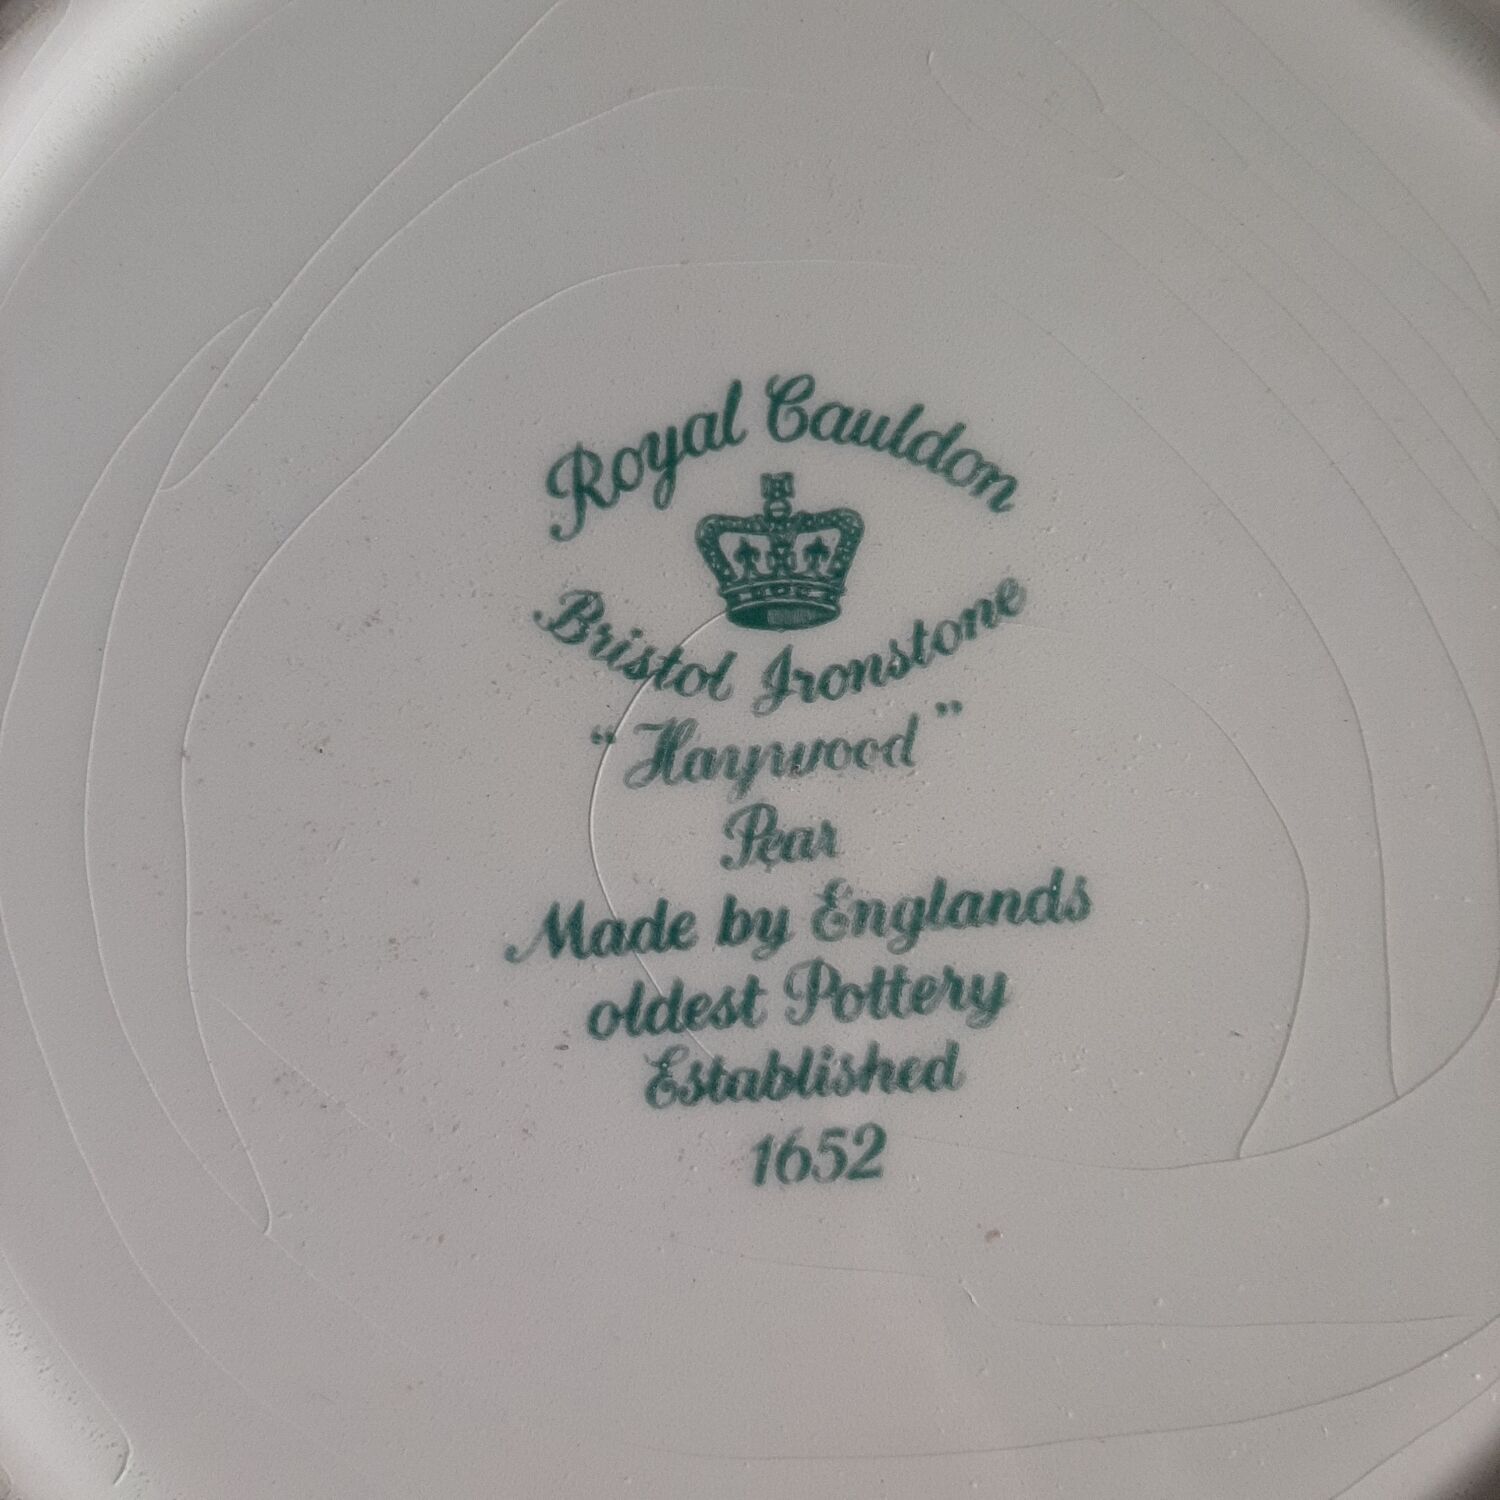 Royal Cauldon
Bristol Ironstone
"Haywood"
Pear
Made by Englands
oldest Pottery
Established
1652